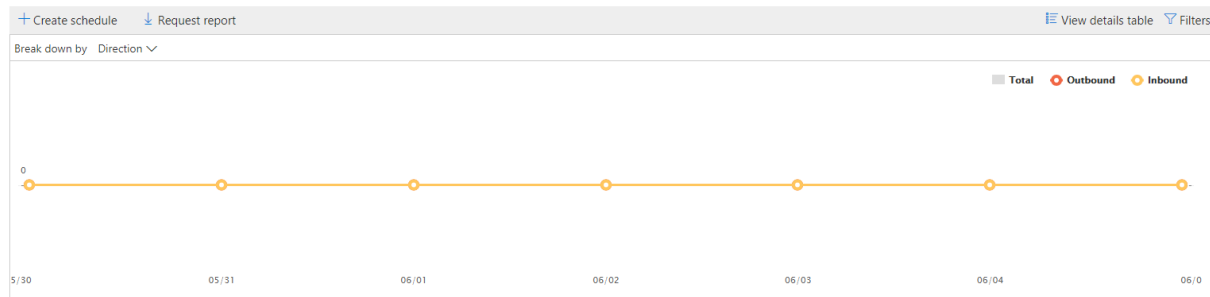 Create schedule Request report View details table Filters
Break down by Direction
Total Outbound Inbound
0
5/30 05/31 06/01 06/02 06/03 06/04 06/0